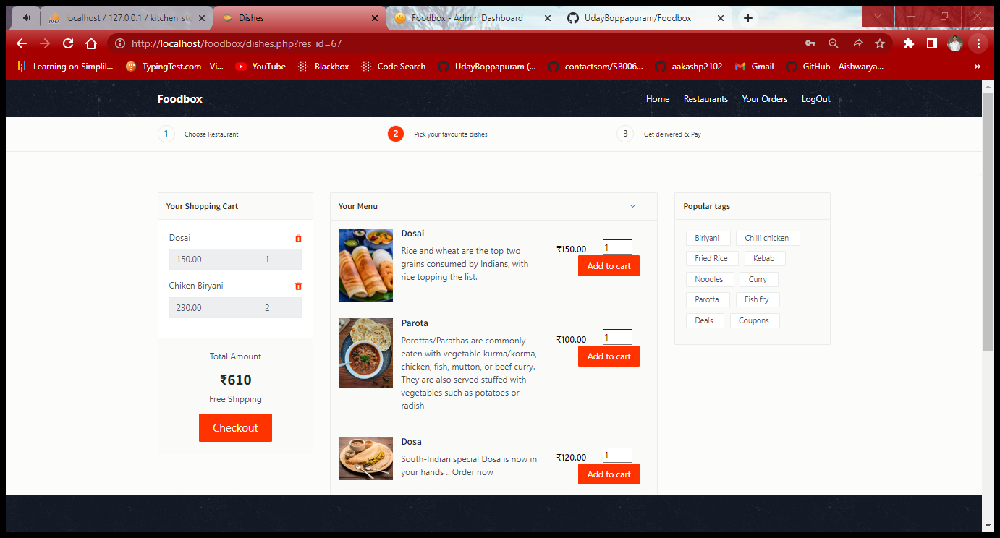 PMA
localhost / 127.0.0.1 / kitchen_sto
Dishes
Foodbox - Admin Dashboard
UdayBoppapuram/Foodbox
http://localhost/foodbox/dishes.php?res_id=67
Learning on Simplil...
TypingTest.com - Vi...
YouTube
Blackbox
Code Search
UdayBoppapuram (...
contactsom/SB006...
aakashp2102
Gmail
GitHub - Aishwarya...
»
Foodbox
Home
Restaurants
Your Orders
LogOut
1 Choose Restaurant
2 Pick your favourite dishes
3 Get delivered & Pay
Your Shopping Cart
Dosai
150.00 1
Chiken Biryani
230.00 2
Total Amount
₹610
Free Shipping
Checkout
Your Menu
Dosai
Rice and wheat are the top two
grains consumed by Indians, with
rice topping the list.
₹150.00 1
Add to cart
Parota
Porottas/Parathas are commonly
eaten with vegetable kurma/korma,
chicken, fish, mutton, or beef curry.
They are also served stuffed with
vegetables such as potatoes or
radish
₹100.00 1
Add to cart
Dosa
South-Indian special Dosa is now in
your hands .. Order now
₹120.00 1
Add to cart
Popular tags
Biriyani Chilli chicken
Fried Rice Kebab
Noodles Curry
Parotta Fish fry
Deals Coupons